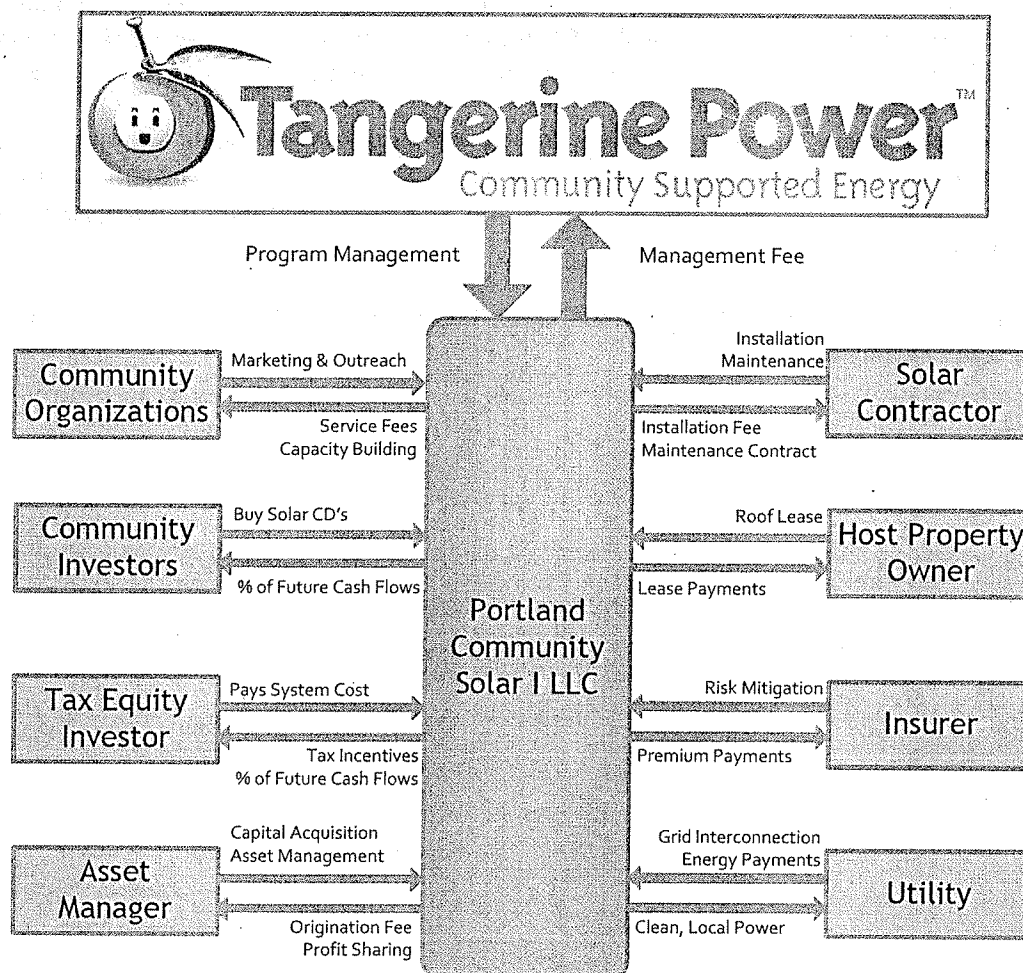 Tangerine Power™
Community Supported Energy
Program Management
Management Fee
Community
Organizations
Marketing & Outreach
Service Fees
Capacity Building
Installation
Maintenance
Installation Fee
Maintenance Contract
Solar
Contractor
Community
Investors
Buy Solar CD's
% of Future Cash Flows
Roof Lease
Lease Payments
Host Property
Owner
Portland
Community
Solar I LLC
Tax Equity
Investor
Pays System Cost
Tax Incentives
% of Future Cash Flows
Risk Mitigation
Premium Payments
Insurer
Asset
Manager
Capital Acquisition
Asset Management
Origination Fee
Profit Sharing
Grid Interconnection
Energy Payments
Clean, Local Power
Utility